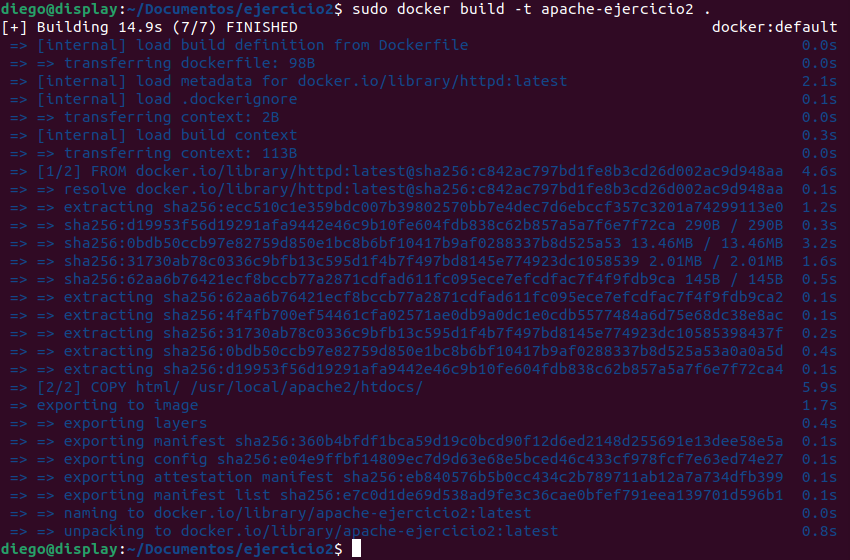 diego@display:~/Documentos/ejercicio2$ sudo docker build -t apache-ejercicio2 .
[+] Building 14.9s (7/7) FINISHED docker:default
=> [internal] load build definition from Dockerfile 0.0s
=> => transferring dockerfile: 98B 0.0s
=> [internal] load metadata for docker.io/library/httpd:latest 2.1s
=> [internal] load .dockerignore 0.1s
=> => transferring context: 2B 0.0s
=> [internal] load build context 0.3s
=> => transferring context: 113B 0.0s
=> [1/2] FROM docker.io/library/httpd:latest@sha256:c842ac797bd1fe8b3cd26d002ac9d948aa 4.6s
=> => resolve docker.io/library/httpd:latest@sha256:c842ac797bd1fe8b3cd26d002ac9d948aa 0.1s
=> => extracting sha256:ecc510c1e359bdc007b39802570bb7e4dec7d6ebccf357c3201a74299113e0 1.2s
=> => sha256:d19953f56d19291afa9442e46c9b10fe604fdb838c62b857a5a7f6e7f72ca 290B / 290B 0.3s
=> => sha256:0bdb50ccb97e82759d850e1bc8b6bf10417b9af0288337b8d525a53 13.46MB / 13.46MB 3.2s
=> => sha256:31730ab78c0336c9bfb13c595d1f4b7f497bd8145e774923dc1058539 2.01MB / 2.01MB 1.6s
=> => sha256:62aa6b76421ecf8bccb77a2871cdfad611fc095ece7efcdfac7f4f9fdb9ca 145B / 145B 0.5s
=> => extracting sha256:62aa6b76421ecf8bccb77a2871cdfad611fc095ece7efcdfac7f4f9fdb9ca2 0.1s
=> => extracting sha256:4f4fb700ef54461cfa02571ae0db9a0dc1e0cdb5577484a6d75e68dc38e8ac 0.1s
=> => extracting sha256:31730ab78c0336c9bfb13c595d1f4b7f497bd8145e774923dc10585398437f 0.2s
=> => extracting sha256:0bdb50ccb97e82759d850e1bc8b6bf10417b9af0288337b8d525a53a0a0a5d 0.4s
=> => extracting sha256:d19953f56d19291afa9442e46c9b10fe604fdb838c62b857a5a7f6e7f72ca4 0.1s
=> [2/2] COPY html/ /usr/local/apache2/htdocs/ 5.9s
=> exporting to image 1.7s
=> => exporting layers 0.4s
=> => exporting manifest sha256:360b4bfdf1bca59d19c0bcd90f12d6ed2148d255691e13dee58e5a 0.1s
=> => exporting config sha256:e04e9ffbf14809ec7d9d63e68e5bced46c433cf978fcf7e63ed74e27 0.1s
=> => exporting attestation manifest sha256:eb840576b5b0cc434c2b789711ab12a7a734dfb399 0.1s
=> => exporting manifest list sha256:e7c0d1de69d538ad9fe3c36cae0bfef791eea139701d596b1 0.1s
=> => naming to docker.io/library/apache-ejercicio2:latest 0.0s
=> => unpacking to docker.io/library/apache-ejercicio2:latest 0.8s
diego@display:~/Documentos/ejercicio2$